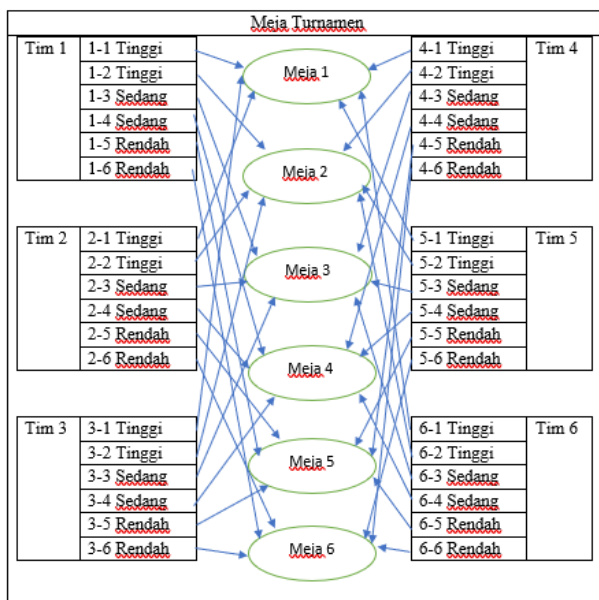 Meja Turnamen
Tim 1
1-1 Tinggi
1-2 Tinggi
1-3 Sedang
1-4 Sedang
1-5 Rendah
1-6 Rendah
Tim 2
2-1 Tinggi
2-2 Tinggi
2-3 Sedang
2-4 Sedang
2-5 Rendah
2-6 Rendah
Tim 3
3-1 Tinggi
3-2 Tinggi
3-3 Sedang
3-4 Sedang
3-5 Rendah
3-6 Rendah
Meja 1
Meja 2
Meja 3
Meja 4
Meja 5
Meja 6
4-1 Tinggi
4-2 Tinggi
4-3 Sedang
4-4 Sedang
4-5 Rendah
4-6 Rendah
Tim 4
5-1 Tinggi
5-2 Tinggi
5-3 Sedang
5-4 Sedang
5-5 Rendah
5-6 Rendah
Tim 5
6-1 Tinggi
6-2 Tinggi
6-3 Sedang
6-4 Sedang
6-5 Rendah
6-6 Rendah
Tim 6